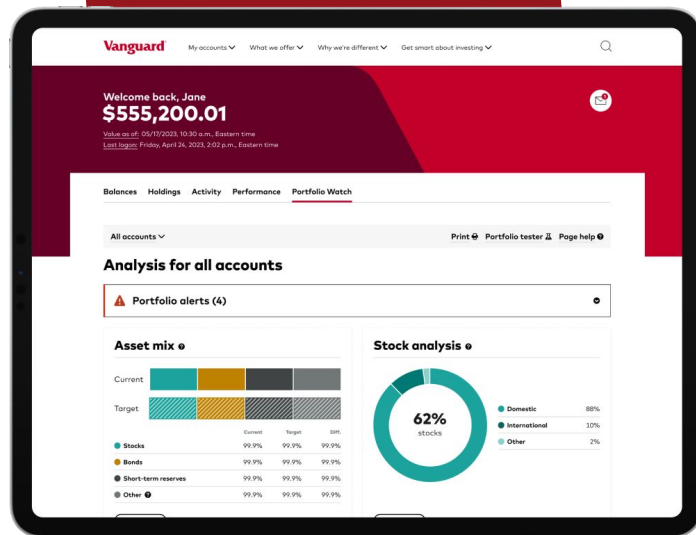 Vanguard My accounts What we offer Why we're different Get smart about investing
Welcome back, Jane
$555,200.01
Value as of: 05/17/2023, 10:30 a.m., Eastern time
Last logon: Friday, April 24, 2023, 2:02 p.m., Eastern time
Balances Holdings Activity Performance Portfolio Watch
All accounts Print Portfolio tester Page help
Analysis for all accounts
Portfolio alerts (4)
Asset mix
Current
Target
Current Target Diff.
Stocks 99.9% 99.9% 99.9%
Bonds 99.9% 99.9% 99.9%
Short-term reserves 99.9% 99.9% 99.9%
Other 99.9% 99.9% 99.9%
Stock analysis
62%
stocks
Domestic 88%
International 10%
Other 2%